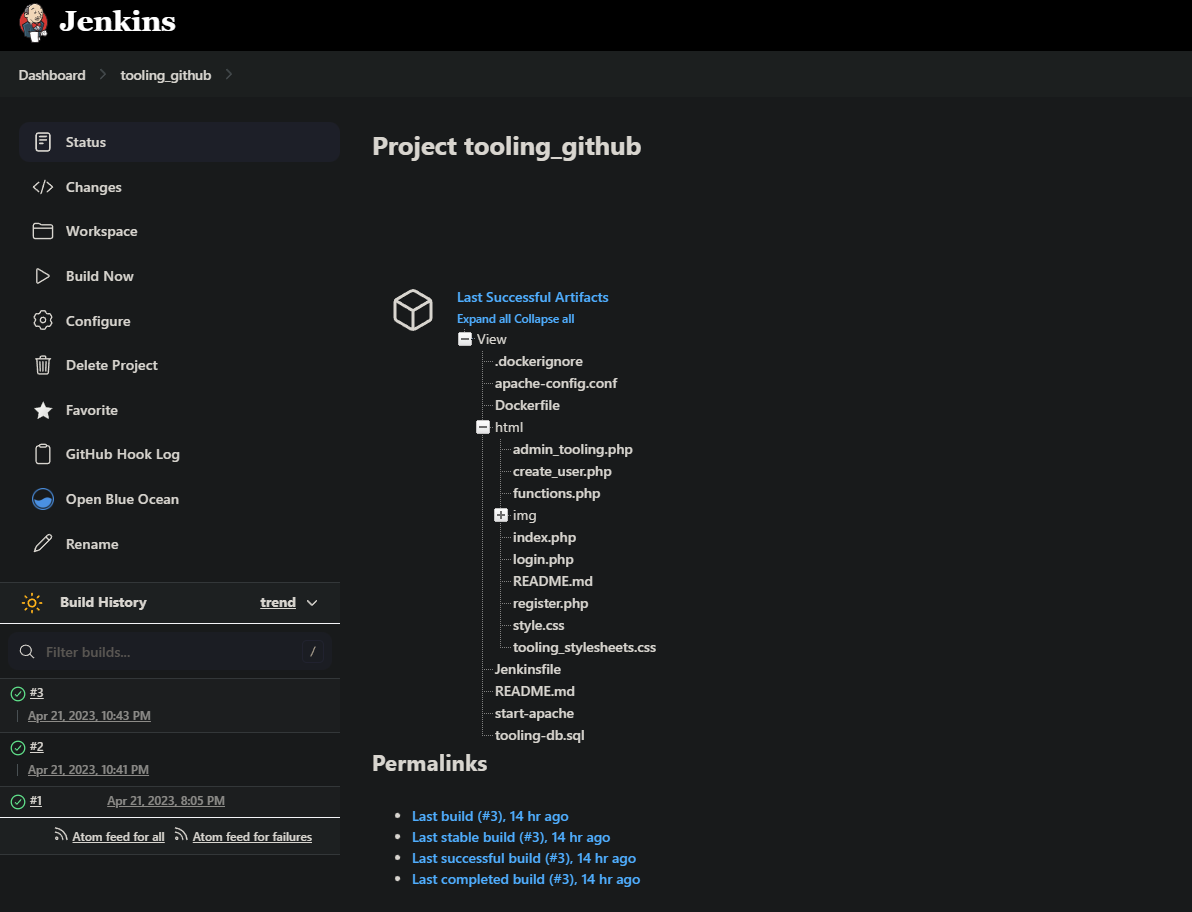 Jenkins
Dashboard
tooling_github
Status
Changes
Workspace
Build Now
Configure
Delete Project
Favorite
GitHub Hook Log
Open Blue Ocean
Rename
Build History
trend
Filter builds...
/
#3
Apr 21, 2023, 10:43 PM
#2
Apr 21, 2023, 10:41 PM
#1 Apr 21, 2023, 8:05 PM
Atom feed for all Atom feed for failures
Project tooling_github
Last Successful Artifacts
Expand all Collapse all
View
.dockerignore
apache-config.conf
Dockerfile
html
admin_tooling.php
create_user.php
functions.php
img
index.php
login.php
README.md
register.php
style.css
tooling_stylesheets.css
Jenkinsfile
README.md
start-apache
tooling-db.sql
Permalinks
Last build (#3), 14 hr ago
Last stable build (#3), 14 hr ago
Last successful build (#3), 14 hr ago
Last completed build (#3), 14 hr ago